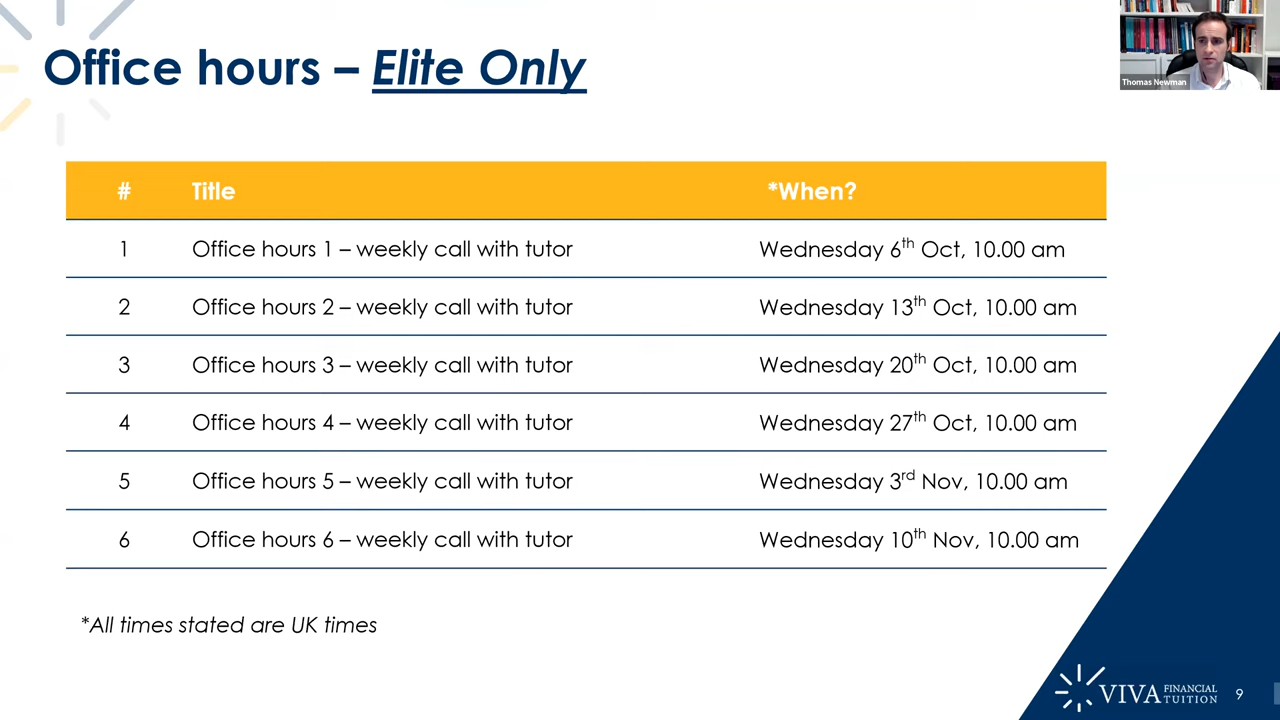 Office hours – Elite Only
Thomas Newman
# Title *When?
1 Office hours 1 – weekly call with tutor Wednesday 6th Oct, 10.00 am
2 Office hours 2 – weekly call with tutor Wednesday 13th Oct, 10.00 am
3 Office hours 3 – weekly call with tutor Wednesday 20th Oct, 10.00 am
4 Office hours 4 – weekly call with tutor Wednesday 27th Oct, 10.00 am
5 Office hours 5 – weekly call with tutor Wednesday 3rd Nov, 10.00 am
6 Office hours 6 – weekly call with tutor Wednesday 10th Nov, 10.00 am
*All times stated are UK times
VIVA FINANCIAL TUITION
9